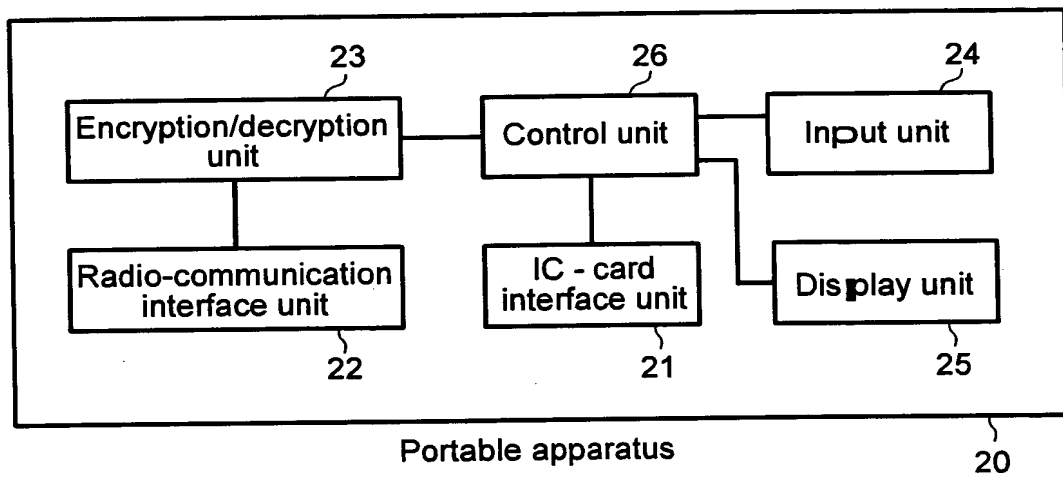 23
26
24
Encryption/decryption
unit
Control unit
Input unit
Radio-communication
interface unit
IC - card
interface unit
Display unit
22
21
25
Portable apparatus
20